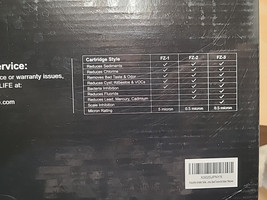 ervice:
ce or warranty issues,
LIFE at:
e.com
Cartridge Style FZ-1 FZ-2 FZ-3
Reduces Sediments ✓ ✓ ✓
Reduces Chlorine ✓ ✓ ✓
Removes Bad Taste & Odor ✓ ✓ ✓
Reduces Cyst, Asbestos & VOCs
Bacteria Inhibition
Reduces Fluoride
Reduces Lead, Mercury, Cadmium
Scale Inhibition
Micron Rating 5 micron 0.5 micron 0.5 micron